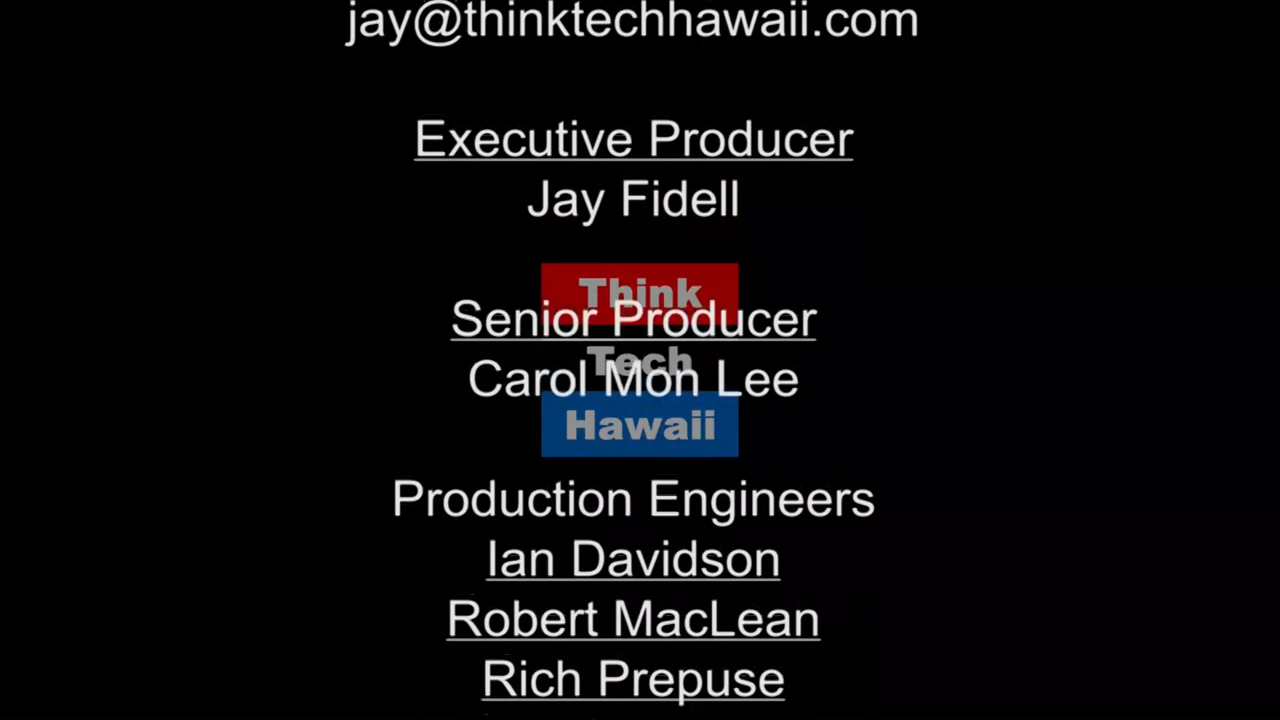 jay@thinktechhawaii.com
Executive Producer
Jay Fidell
Think
Senior Producer
Tech
Carol Mon Lee
Hawaii
Production Engineers
Ian Davidson
Robert MacLean
Rich Prepuse